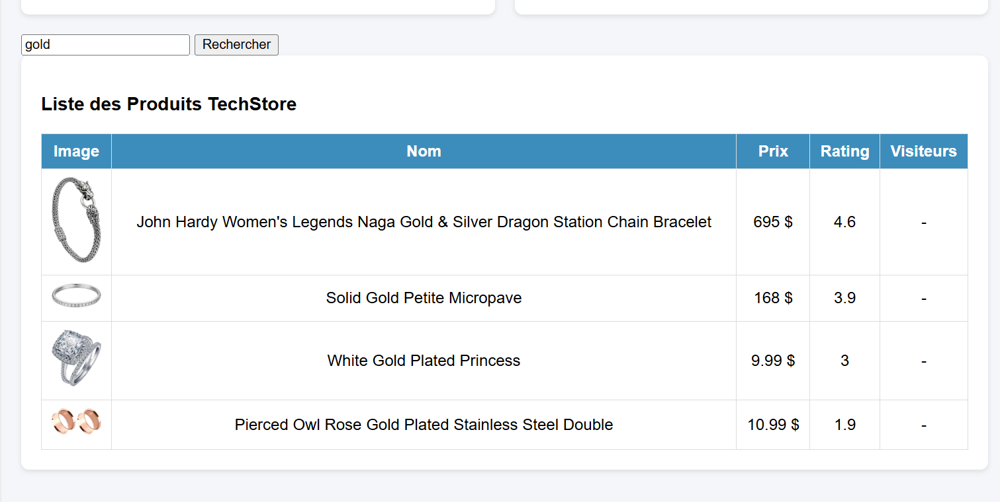 gold Rechercher
Liste des Produits TechStore
Image Nom Prix Rating Visiteurs
John Hardy Women's Legends Naga Gold & Silver Dragon Station Chain Bracelet 695 $ 4.6 -
Solid Gold Petite Micropave 168 $ 3.9 -
White Gold Plated Princess 9.99 $ 3 -
Pierced Owl Rose Gold Plated Stainless Steel Double 10.99 $ 1.9 -